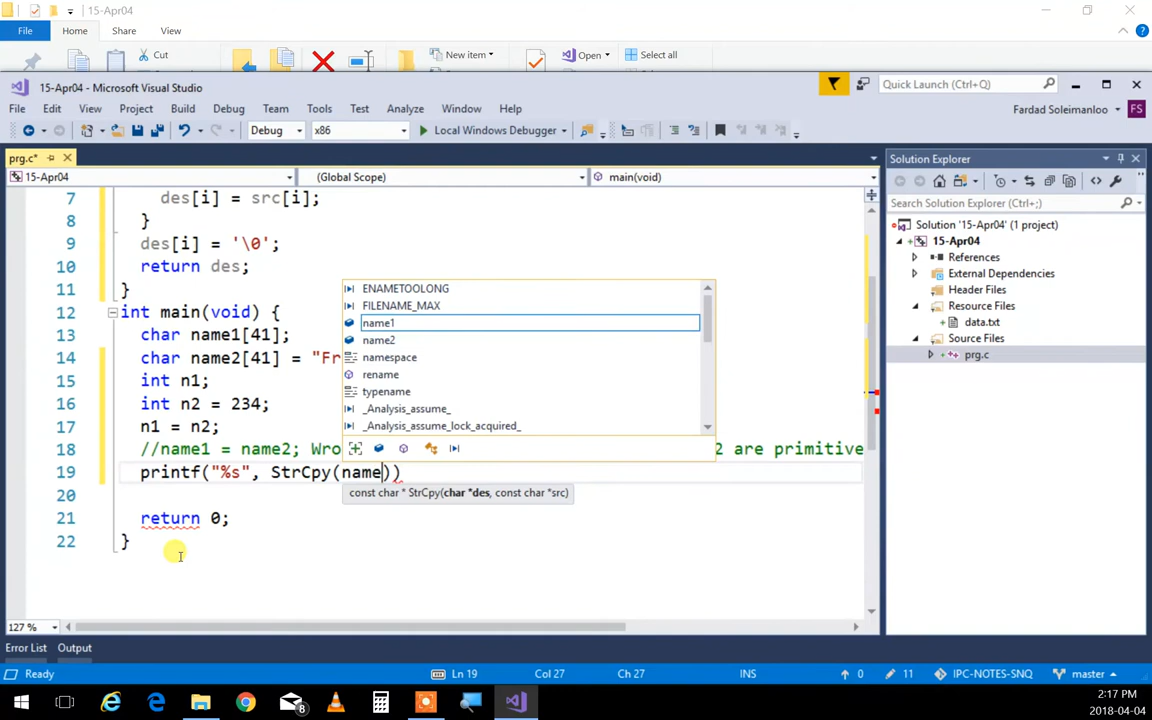 15-Apr04
File Home Share View
Cut New item Open Select all
15-Apr04 - Microsoft Visual Studio Quick Launch (Ctrl+Q)
File Edit View Project Build Debug Team Tools Test Analyze Window Help Fardad Soleimanloo FS
Debug x86 Local Windows Debugger
prg.c* Solution Explorer
15-Apr04 (Global Scope) main(void)
Search Solution Explorer (Ctrl+;)
Solution '15-Apr04' (1 project)
15-Apr04
References
External Dependencies
Header Files
Resource Files
data.txt
Source Files
prg.c
7 des[i] = src[i];
8 }
9 des[i] = '\0';
10 return des;
11 }
12 int main(void) {
13 char name1[41];
14 char name2[41] = "Fr
15 int n1;
16 int n2 = 234;
17 n1 = n2;
18 //name1 = name2; Wro 2 are primitive
19 printf("%s", StrCpy(name))
20
21 return 0;
22 }
ENAMETOOLONG
FILENAME_MAX
name1
name2
namespace
rename
typename
_Analysis_assume_
_Analysis_assume_lock_acquired_
const char * StrCpy(char *des, const char *src)
127 %
Error List Output
Ready Ln 19 Col 27 Ch 27 INS 0 11 IPC-NOTES-SNQ master
8
2:17 PM
2018-04-04